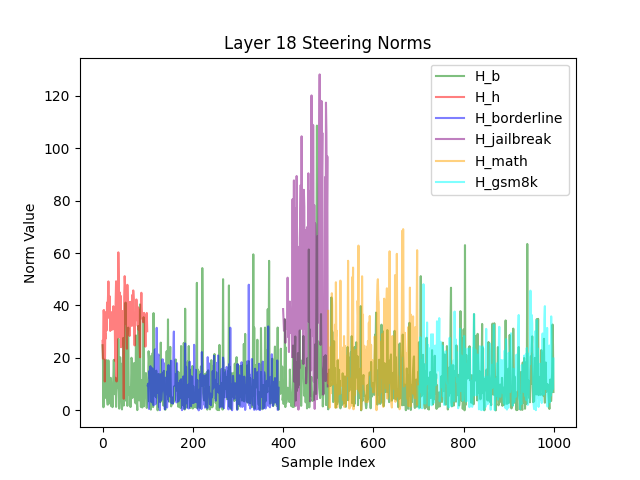 Layer 18 Steering Norms
H_b
H_h
H_borderline
H_jailbreak
H_math
H_gsm8k
Norm Value
120
100
80
60
40
20
0
0 200 400 600 800 1000
Sample Index